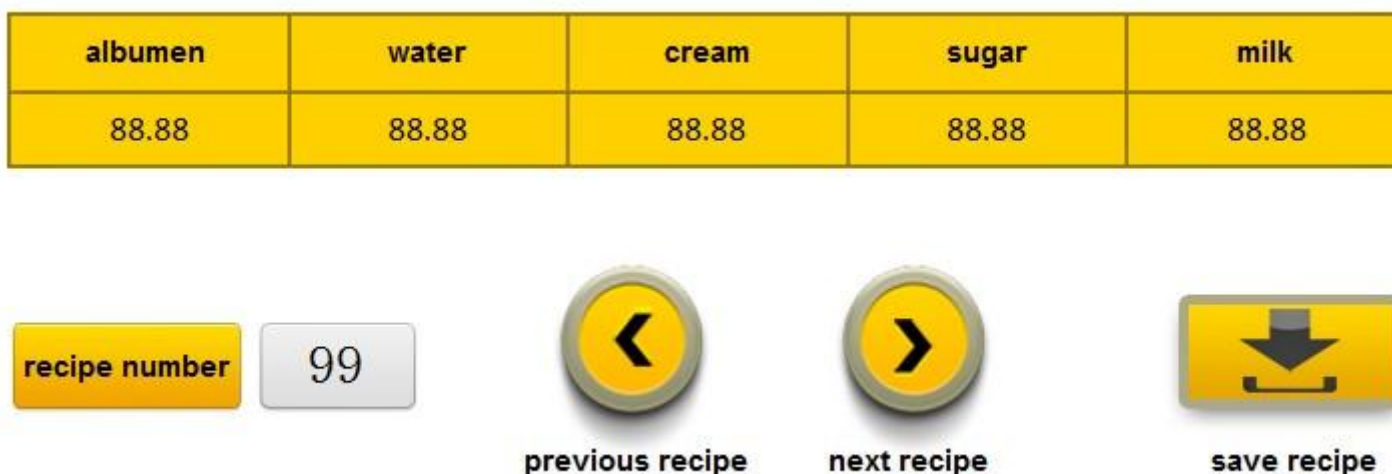 albumen water cream sugar milk
88.88 88.88 88.88 88.88 88.88
recipe number 99
previous recipe next recipe save recipe